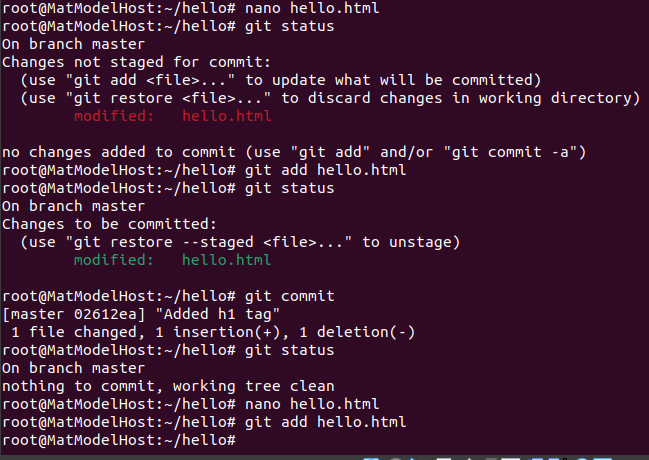 root@MatModelHost:~/hello# nano hello.html
root@MatModelHost:~/hello# git status
On branch master
Changes not staged for commit:
  (use "git add <file>..." to update what will be committed)
  (use "git restore <file>..." to discard changes in working directory)
        modified:   hello.html

no changes added to commit (use "git add" and/or "git commit -a")
root@MatModelHost:~/hello# git add hello.html
root@MatModelHost:~/hello# git status
On branch master
Changes to be committed:
  (use "git restore --staged <file>..." to unstage)
        modified:   hello.html

root@MatModelHost:~/hello# git commit
[master 02612ea] "Added h1 tag"
 1 file changed, 1 insertion(+), 1 deletion(-)
root@MatModelHost:~/hello# git status
On branch master
nothing to commit, working tree clean
root@MatModelHost:~/hello# nano hello.html
root@MatModelHost:~/hello# git add hello.html
root@MatModelHost:~/hello#